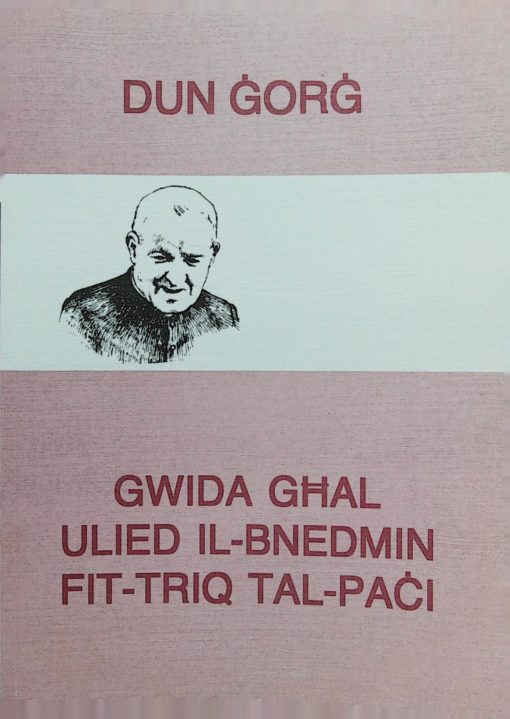 DUN ĠORĠ
GWIDA GĦAL
ULIED IL-BNEDMIN
FIT-TRIQ TAL-PAĊI